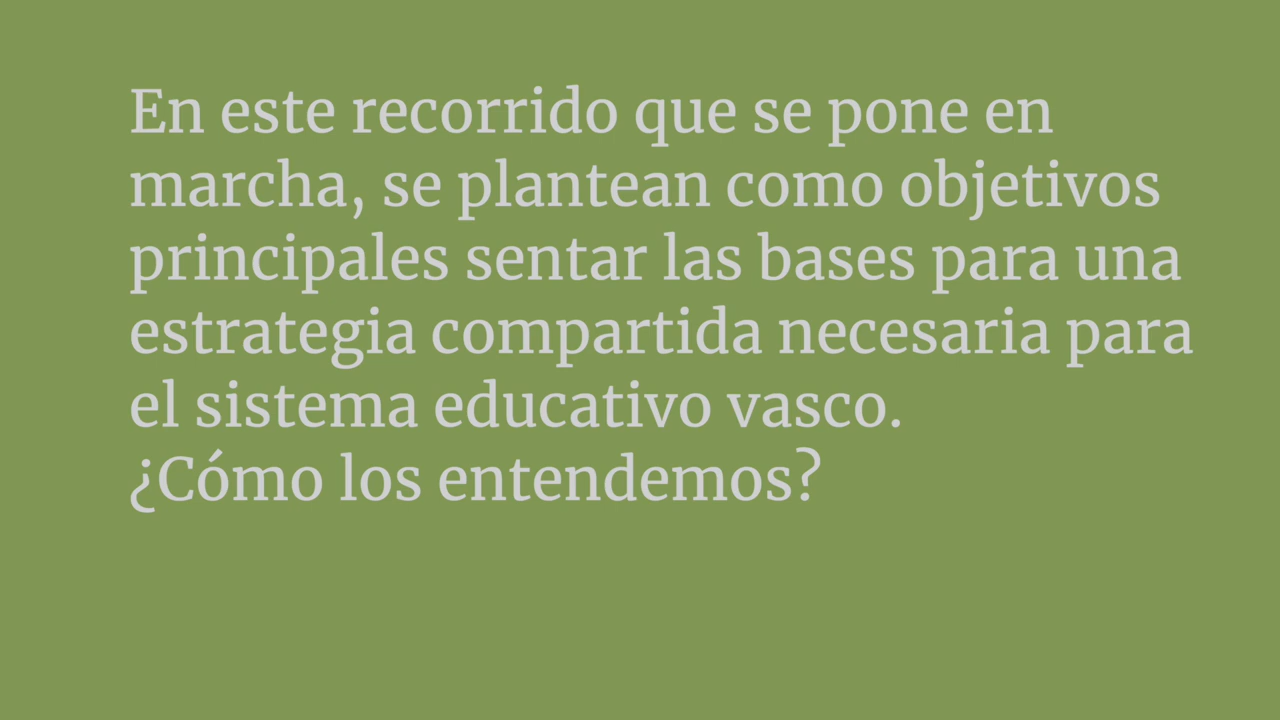 En este recorrido que se pone en
marcha, se plantean como objetivos
principales sentar las bases para una
estrategia compartida necesaria para
el sistema educativo vasco.
¿Cómo los entendemos?